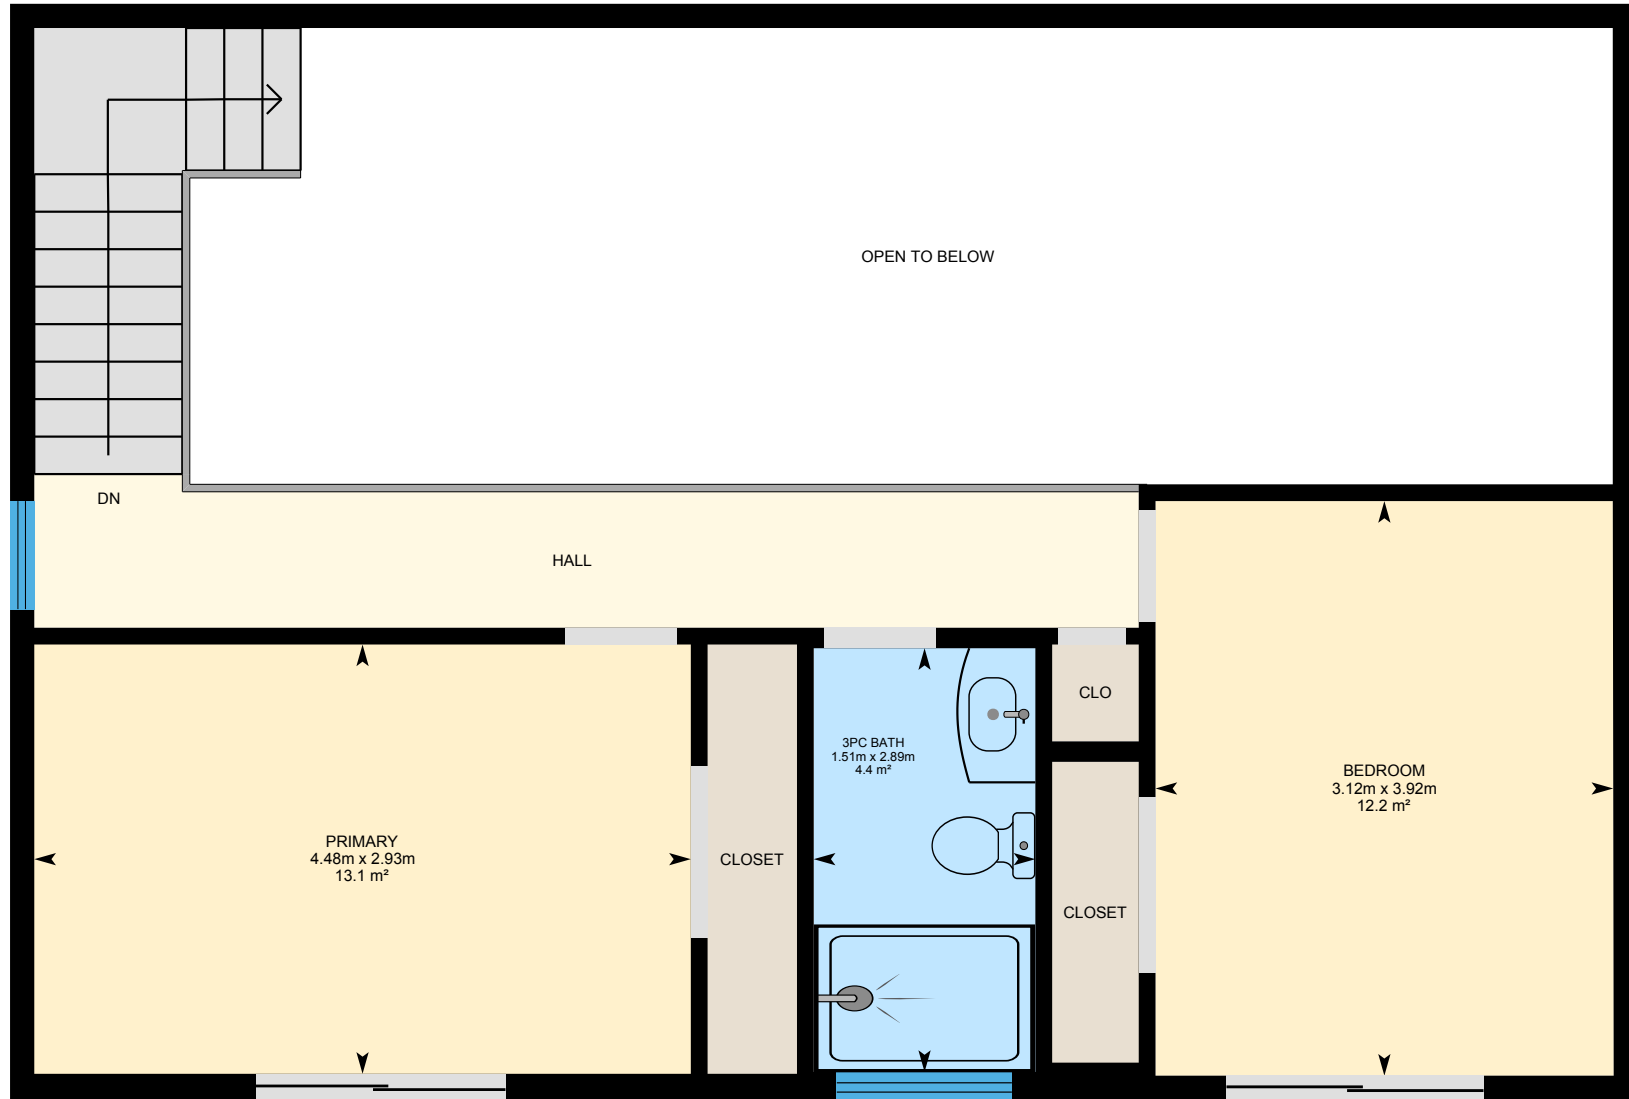 OPEN TO BELOW
DN
HALL
CLO
3PC BATH
1.51m x 2.89m
4.4 m²
BEDROOM
3.12m x 3.92m
12.2 m²
PRIMARY
4.48m x 2.93m
13.1 m²
CLOSET
CLOSET